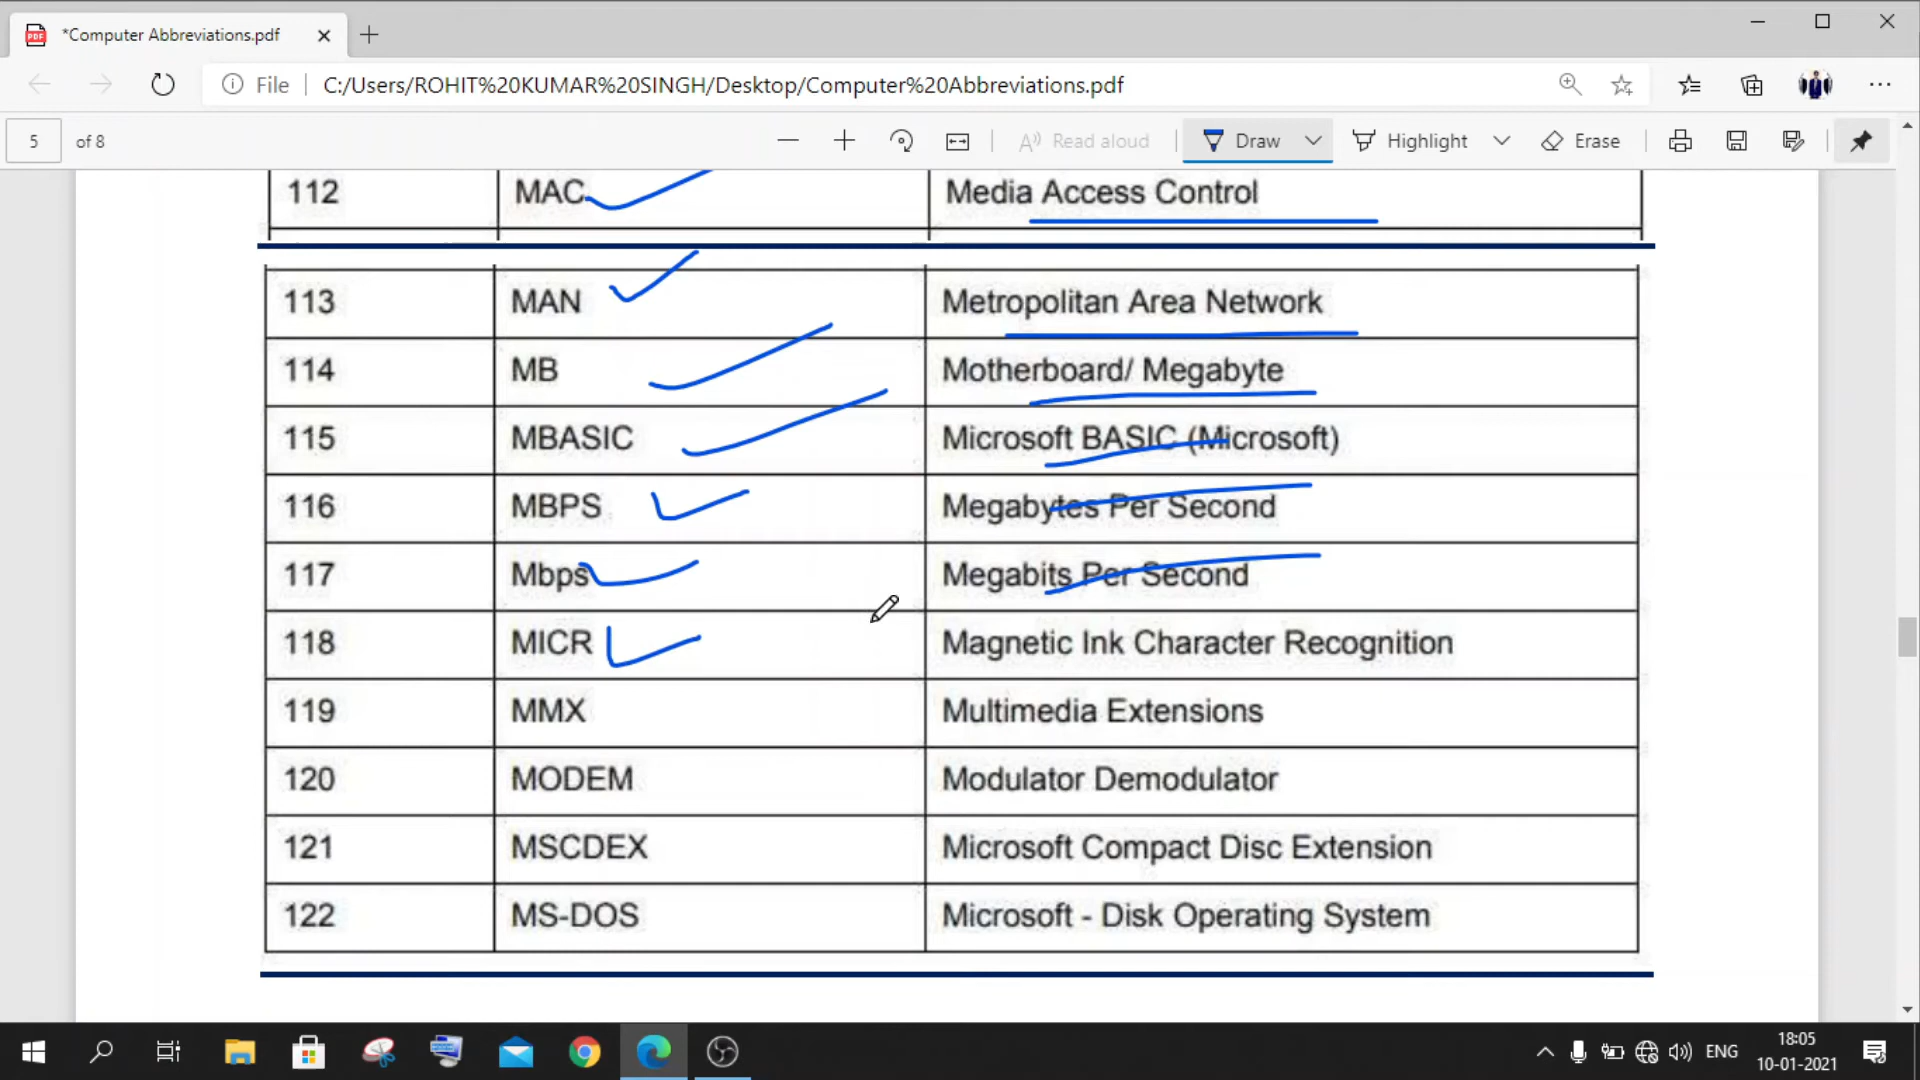 *Computer Abbreviations.pdf
File C:/Users/ROHIT%20KUMAR%20SINGH/Desktop/Computer%20Abbreviations.pdf
5 of 8 Read aloud Draw Highlight Erase
112 MAC Media Access Control
113 MAN Metropolitan Area Network
114 MB Motherboard/ Megabyte
115 MBASIC Microsoft BASIC (Microsoft)
116 MBPS Megabytes Per Second
117 Mbps Megabits Per Second
118 MICR Magnetic Ink Character Recognition
119 MMX Multimedia Extensions
120 MODEM Modulator Demodulator
121 MSCDEX Microsoft Compact Disc Extension
122 MS-DOS Microsoft - Disk Operating System
ENG 18:05
10-01-2021